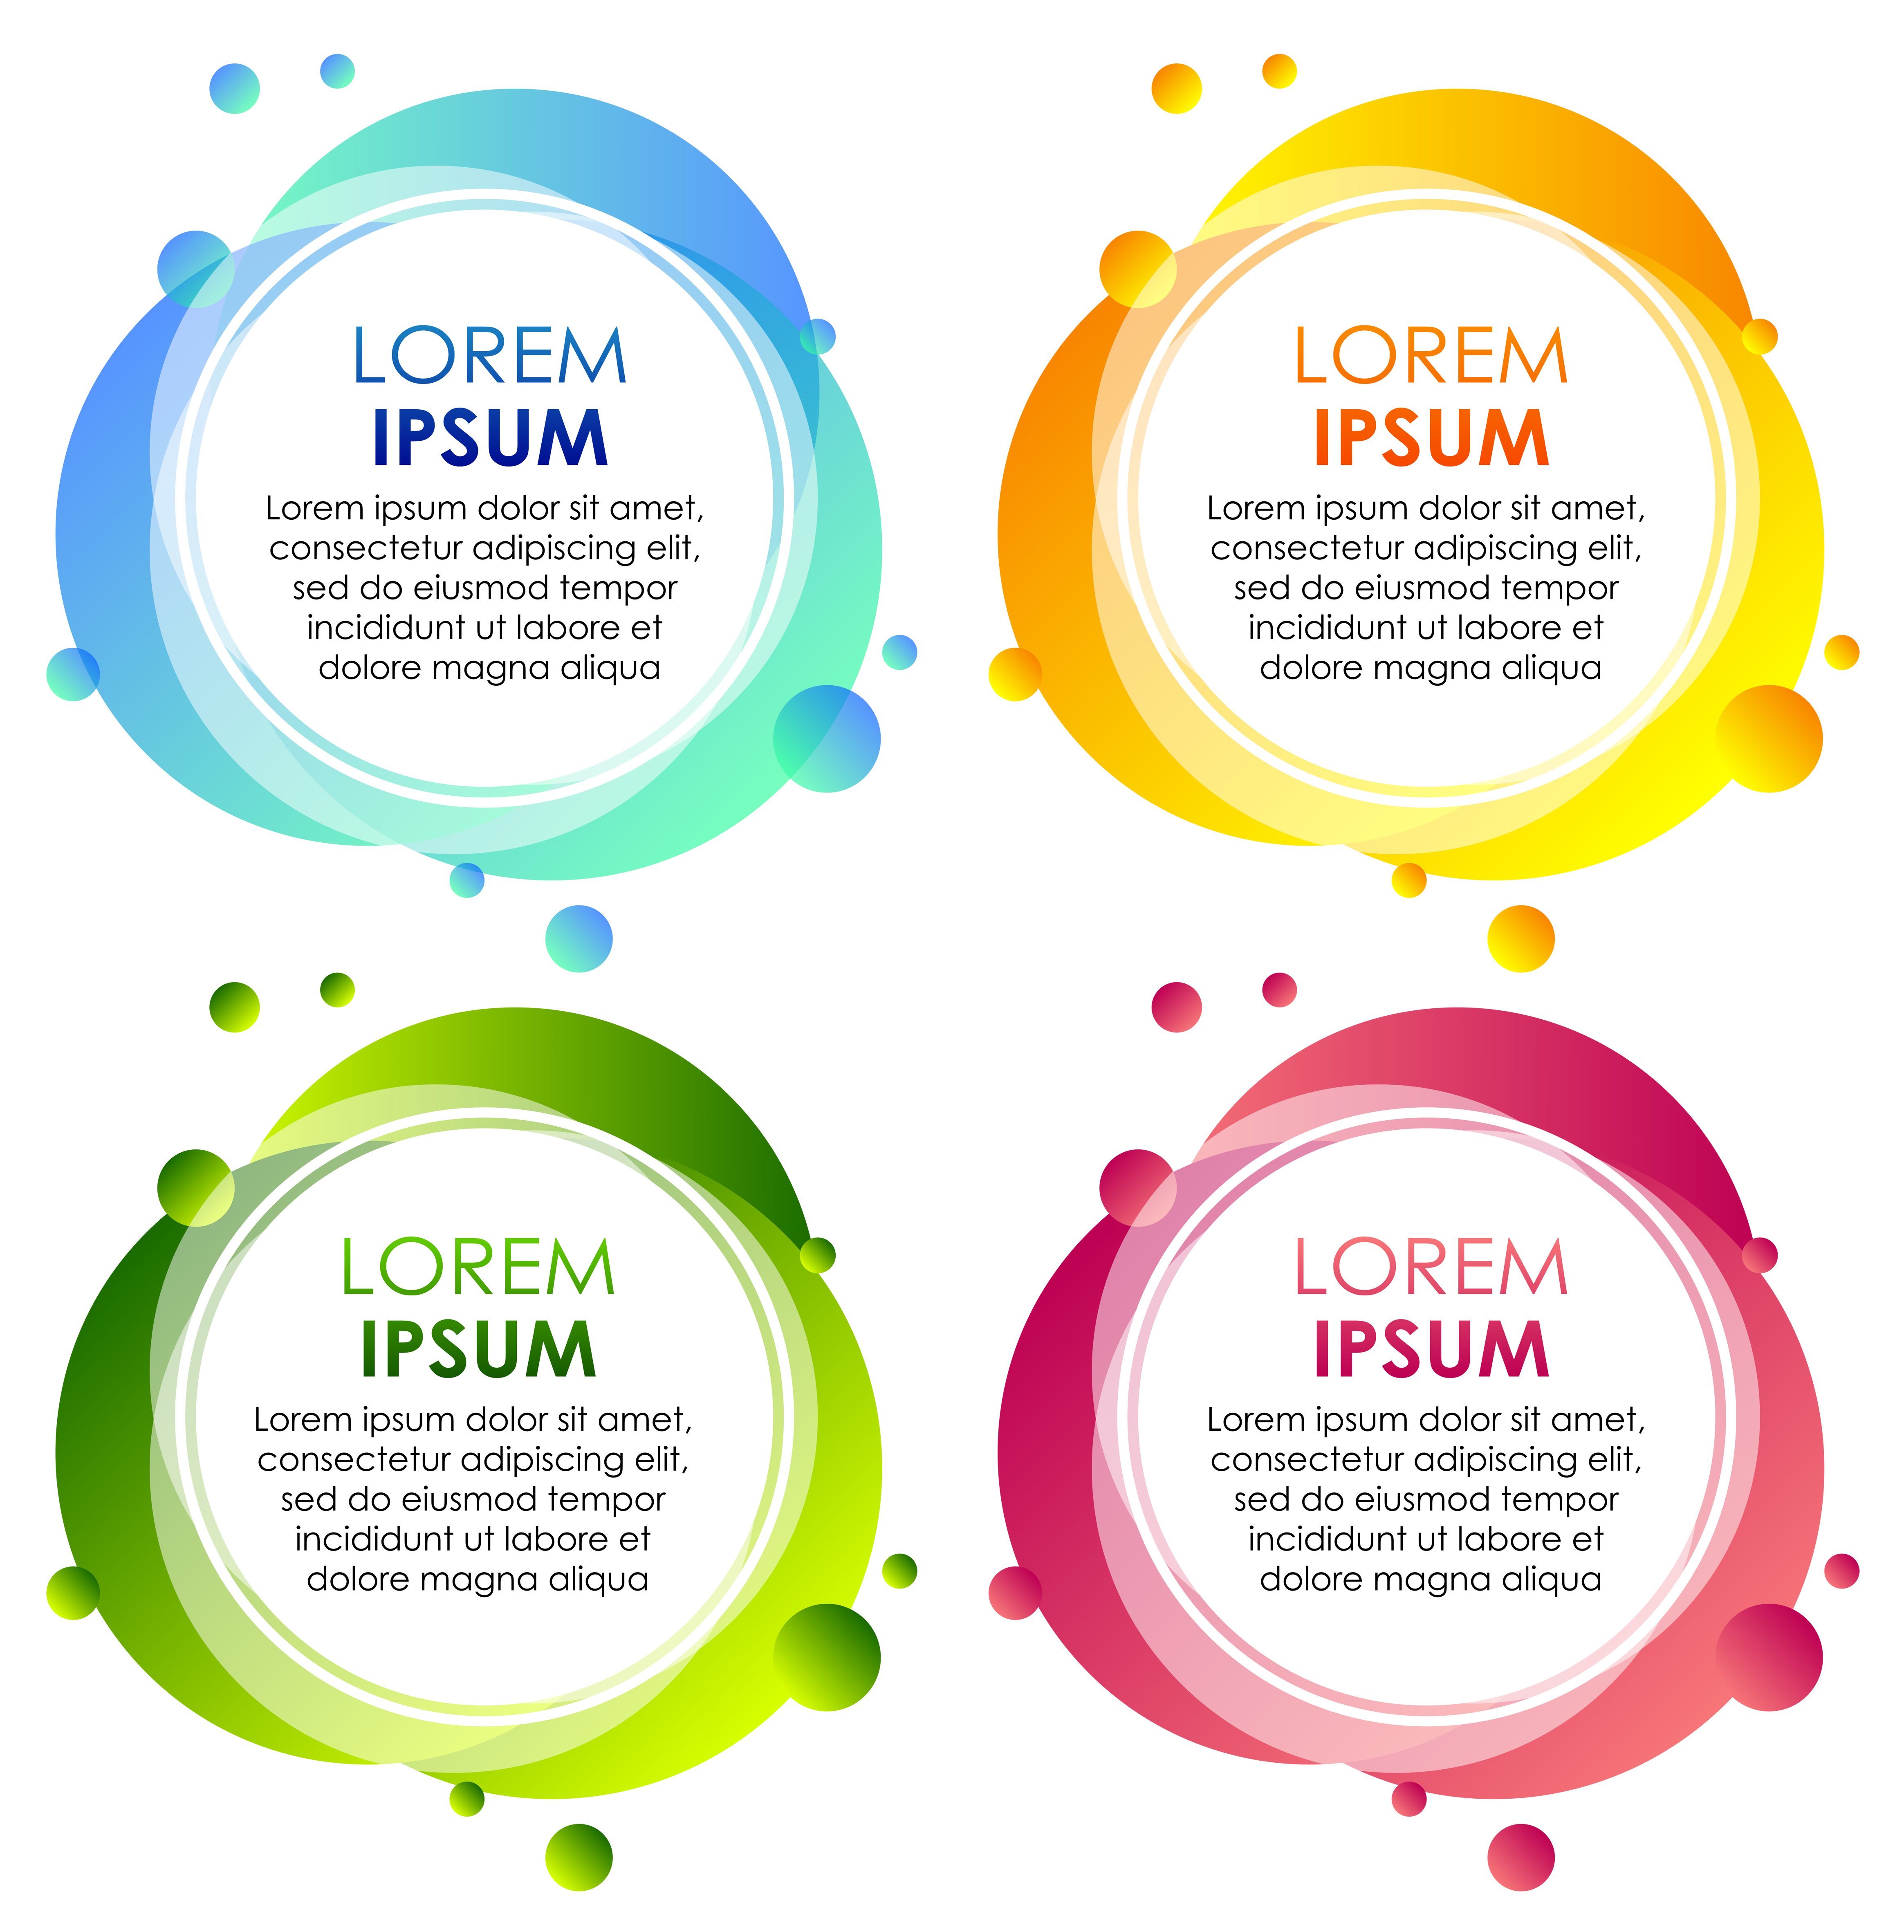 LOREM
IPSUM
Lorem ipsum dolor sit amet,
consectetur adipiscing elit,
sed do eiusmod tempor
incididunt ut labore et
dolore magna aliqua
LOREM
IPSUM
Lorem ipsum dolor sit amet,
consectetur adipiscing elit,
sed do eiusmod tempor
incididunt ut labore et
dolore magna aliqua
LOREM
IPSUM
Lorem ipsum dolor sit amet,
consectetur adipiscing elit,
sed do eiusmod tempor
incididunt ut labore et
dolore magna aliqua
LOREM
IPSUM
Lorem ipsum dolor sit amet,
consectetur adipiscing elit,
sed do eiusmod tempor
incididunt ut labore et
dolore magna aliqua